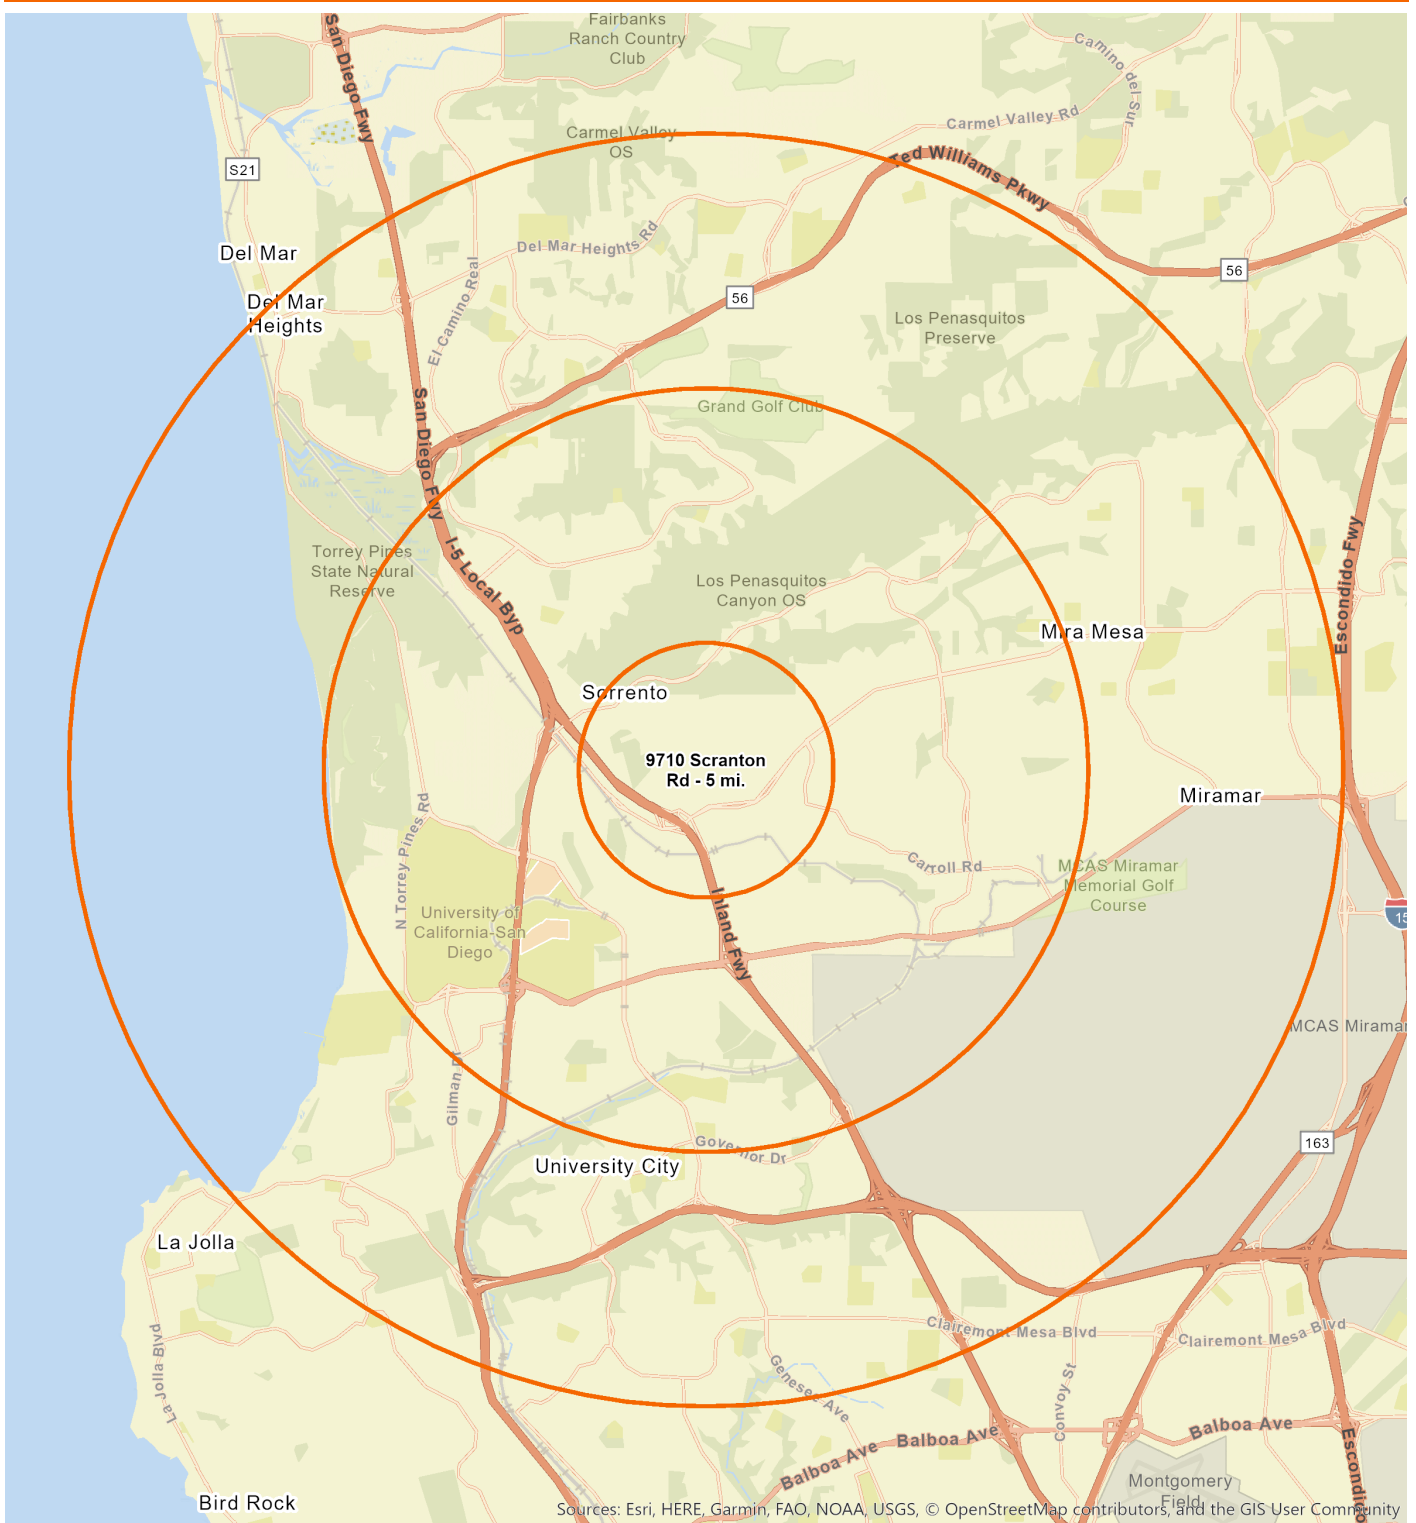 San Diego Fwy
Fairbanks
Ranch Country
Club
Camino del Sur
Carmel Valley Rd
Carmel Valley
OS
Ted Williams Pkwy
S21
Del Mar Heights Rd
Del Mar
El Camino Real
56
56
Del Mar
Heights
Los Penasquitos
Preserve
San Diego Fwy
Grand Golf Club
Escondido Fwy
I-5 Local Byp
Torrey Pines
State Natural
Reserve
Los Penasquitos
Canyon OS
Mira Mesa
Sorrento
9710 Scranton
Rd - 5 mi.
Miramar
N Torrey Pines Rd
Carroll Rd
MCAS Miramar
Memorial Golf
Course
University of
California-San
Diego
Inland Fwy
15
MCAS Miramar
Gilman Dr
163
Governor Dr
University City
La Jolla
La Jolla Blvd
Clairemont Mesa Blvd
Clairemont Mesa Blvd
Genesee Ave
Convoy St
Balboa Ave
Balboa Ave
Balboa Ave
Escondido
Montgomery
Field
Bird Rock
Sources: Esri, HERE, Garmin, FAO, NOAA, USGS, © OpenStreetMap contributors, and the GIS User Community